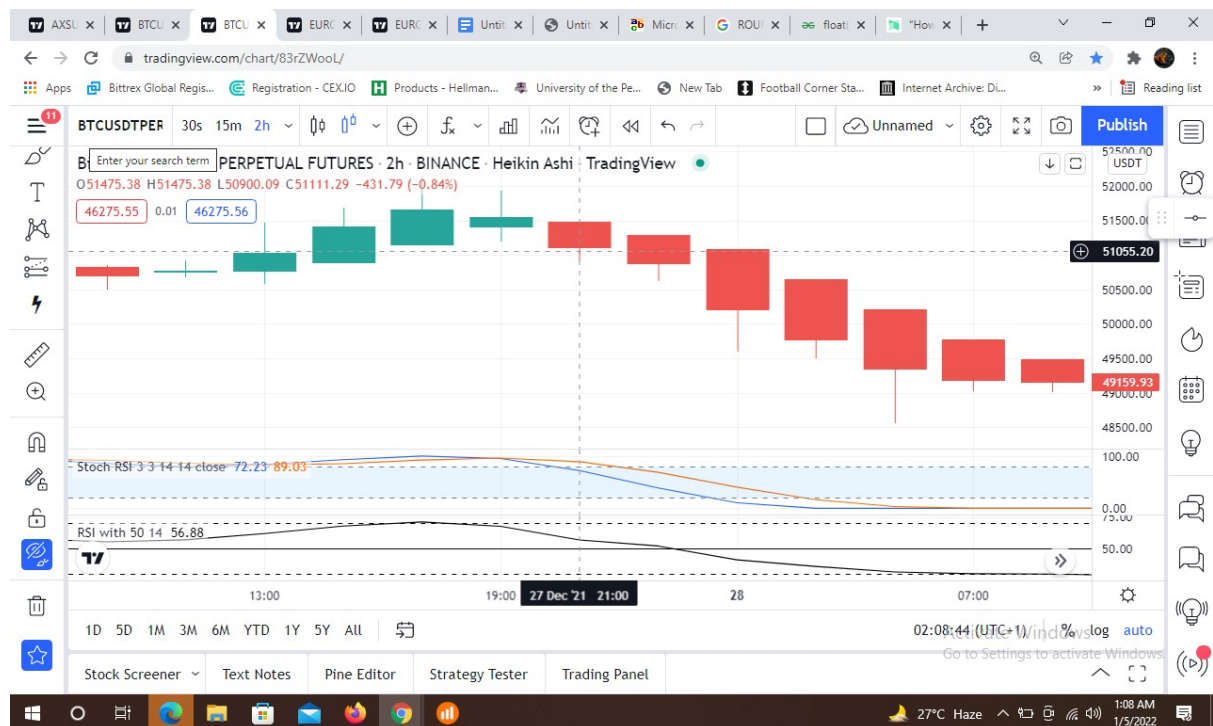 AXSU BTCU BTCU EURC EURC Untit Untit Micro ROUI float( "How
tradingview.com/chart/83rZWooL/
Apps Bittrex Global Regis... Registration - CEX.IO Products - Hellman... University of the Pe... New Tab Football Corner Sta... Internet Archive: Di... » Reading list
11 BTCUSDTPER 30s 15m 2h Unnamed Publish
Enter your search term PERPETUAL FUTURES · 2h · BINANCE · Heikin Ashi · TradingView
USDT
O51475.38 H51475.38 L50900.09 C51111.29 −431.79 (−0.84%)
46275.55 0.01 46275.56
52500.00
52000.00
51500.00
51055.20
50500.00
50000.00
49500.00
49159.93
49000.00
48500.00
Stoch RSI 3 3 14 14 close 72.23 89.03
100.00
0.00
RSI with 50 14 56.88
75.00
50.00
13:00 19:00 27 Dec '21 21:00 28 07:00
1D 5D 1M 3M 6M YTD 1Y 5Y All 02:08:44 (UTC+1) % log auto
Activate Windows
Go to Settings to activate Windows.
Stock Screener Text Notes Pine Editor Strategy Tester Trading Panel
27°C Haze 1:08 AM
1/5/2022